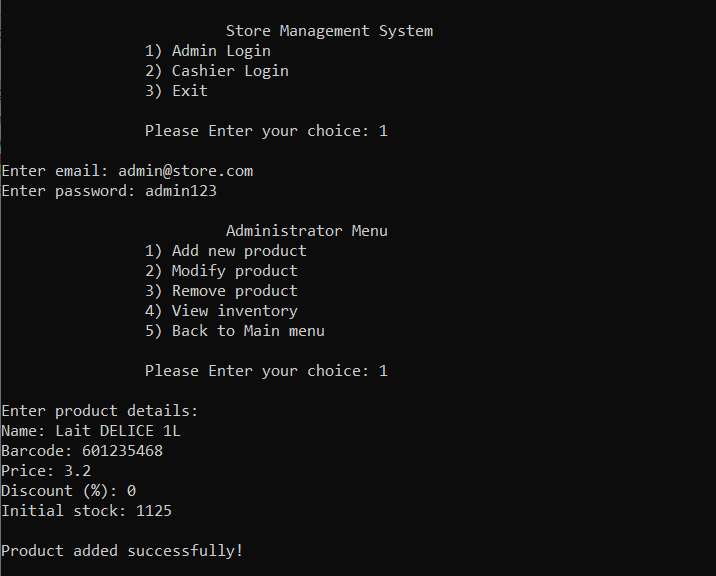 Store Management System
1) Admin Login
2) Cashier Login
3) Exit
Please Enter your choice: 1
Enter email: admin@store.com
Enter password: admin123
Administrator Menu
1) Add new product
2) Modify product
3) Remove product
4) View inventory
5) Back to Main menu
Please Enter your choice: 1
Enter product details:
Name: Lait DELICE 1L
Barcode: 601235468
Price: 3.2
Discount (%): 0
Initial stock: 1125
Product added successfully!